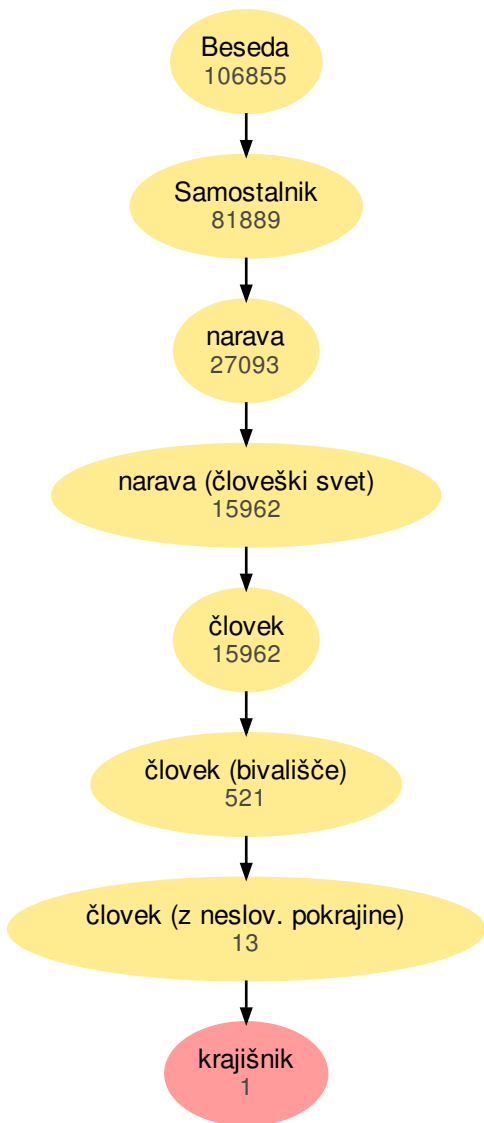 Beseda
106855
Samostalnik
81889
narava
27093
narava (človeški svet)
15962
človek
15962
človek (bivališče)
521
človek (z neslov. pokrajine)
13
krajišnik
1